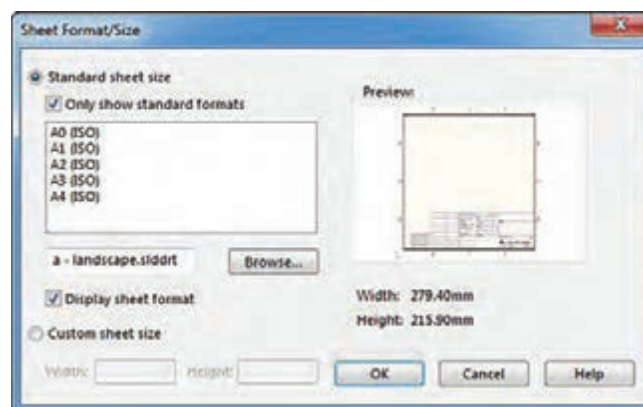 Sheet Format/Size
Standard sheet size
Only show standard formats
A0 (ISO)
A1 (ISO)
A2 (ISO)
A3 (ISO)
A4 (ISO)
a - landscape.slddrt
Browse...
Display sheet format
Custom sheet size
Width:
Height:
Preview:
Width: 279.40mm
Height: 215.90mm
OK
Cancel
Help